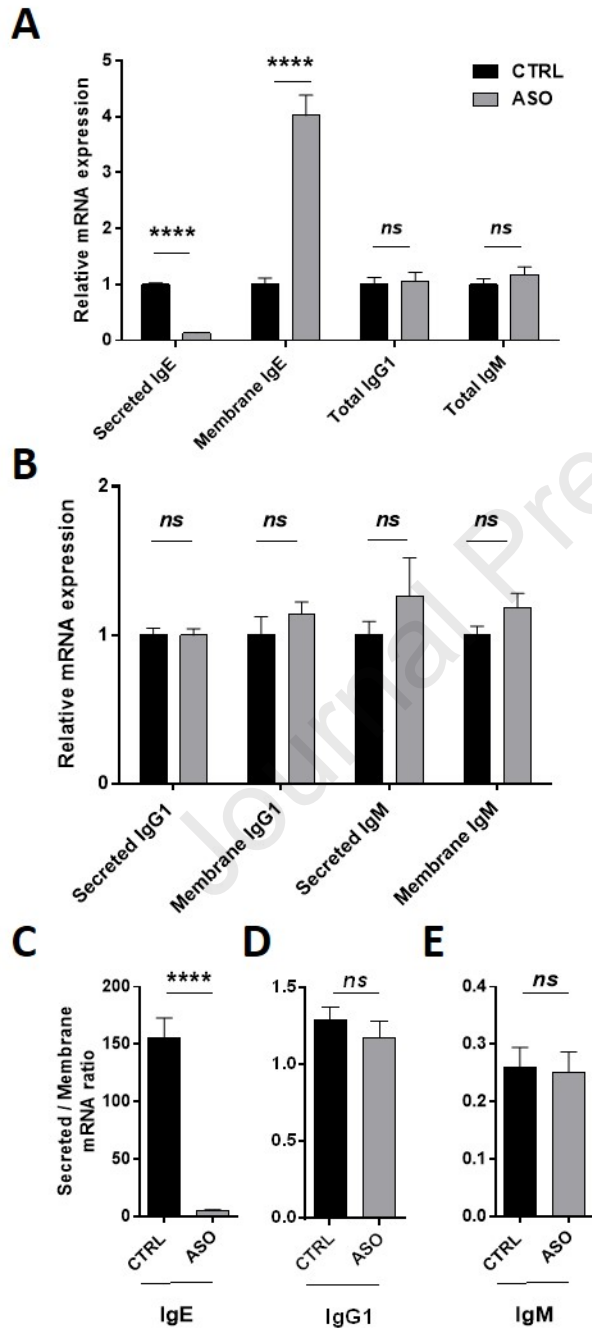 A
Relative mRNA expression
5
4
3
2
1
0
****
****
ns
ns
CTRL
ASO
Secreted IgE
Membrane IgE
Total IgG1
Total IgM
B
Relative mRNA expression
2
1
0
ns
ns
ns
ns
Secreted IgG1
Membrane IgG1
Secreted IgM
Membrane IgM
Journal Pre
C
Secreted / Membrane
mRNA ratio
200
150
100
50
0
****
CTRL
ASO
IgE
D
1.5
1.0
0.5
0.0
ns
CTRL
ASO
IgG1
E
0.4
0.3
0.2
0.1
0.0
ns
CTRL
ASO
IgM